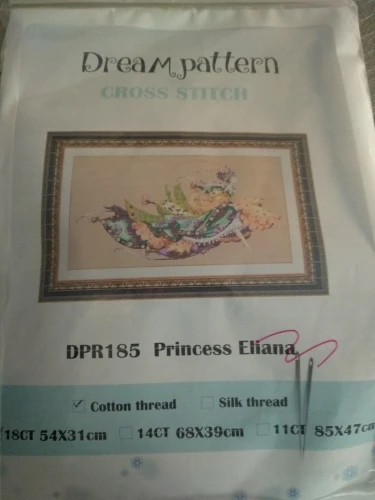 Dream pattern
CROSS STITCH
DPR185 Princess Eliana
Cotton thread Silk thread
18CT 54X31cm 14CT 68X39cm 11CT 85X47cm